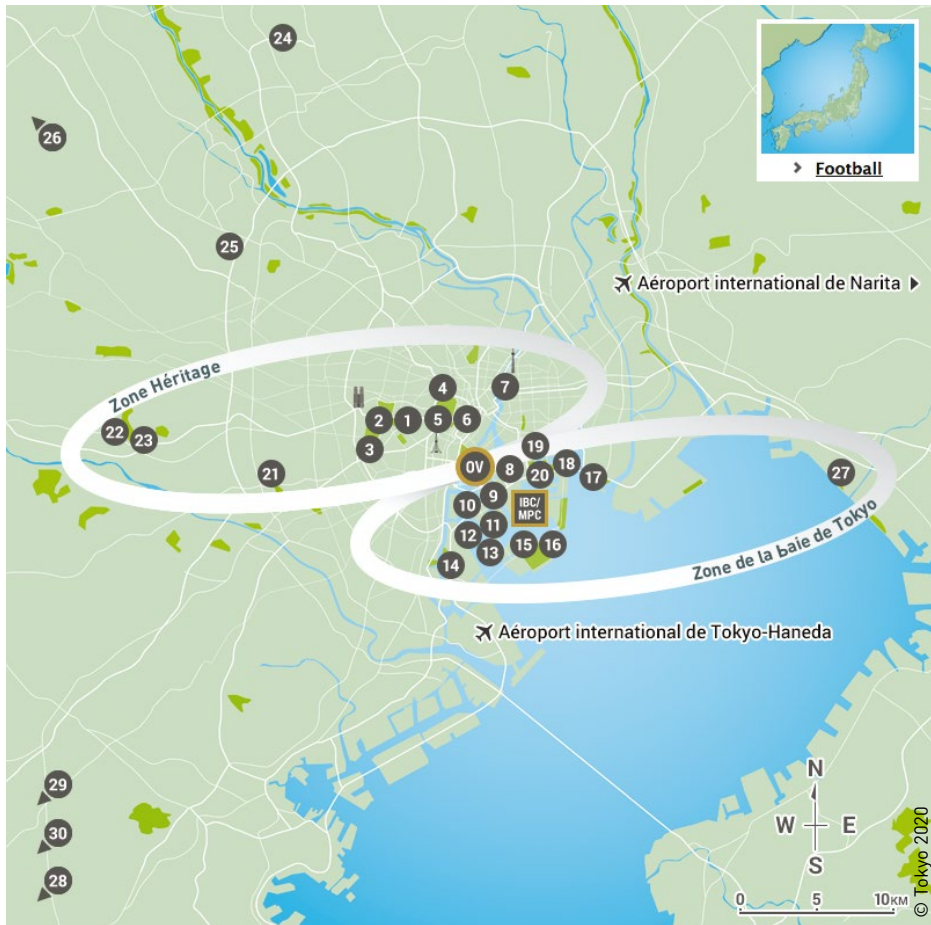 24
26
> Football
25
Aéroport international de Narita
Zone Héritage
4
7
2
1
5
6
22
23
3
19
OV
8
18
21
20
17
27
9
10
IBC/
MPC
11
12
15
16
13
14
Zone de la baie de Tokyo
Aéroport international de Tokyo-Haneda
29
30
28
N
W
E
S
0
5
10KM
© Tokyo 2020